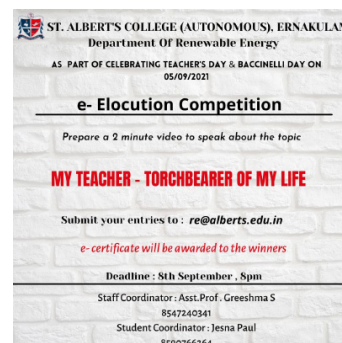 ST. ALBERT'S COLLEGE (AUTONOMOUS), ERNAKULAM
Department Of Renewable Energy
AS PART OF CELEBRATING TEACHER'S DAY & BACCINELLI DAY ON
05/09/2021
e- Elocution Competition
Prepare a 2 minute video to speak about the topic
MY TEACHER - TORCHBEARER OF MY LIFE
Submit your entries to : re@alberts.edu.in
e- certificate will be awarded to the winners
Deadline : 8th September , 8pm
Staff Coordinator : Asst.Prof . Greeshma S
8547240341
Student Coordinator : Jesna Paul